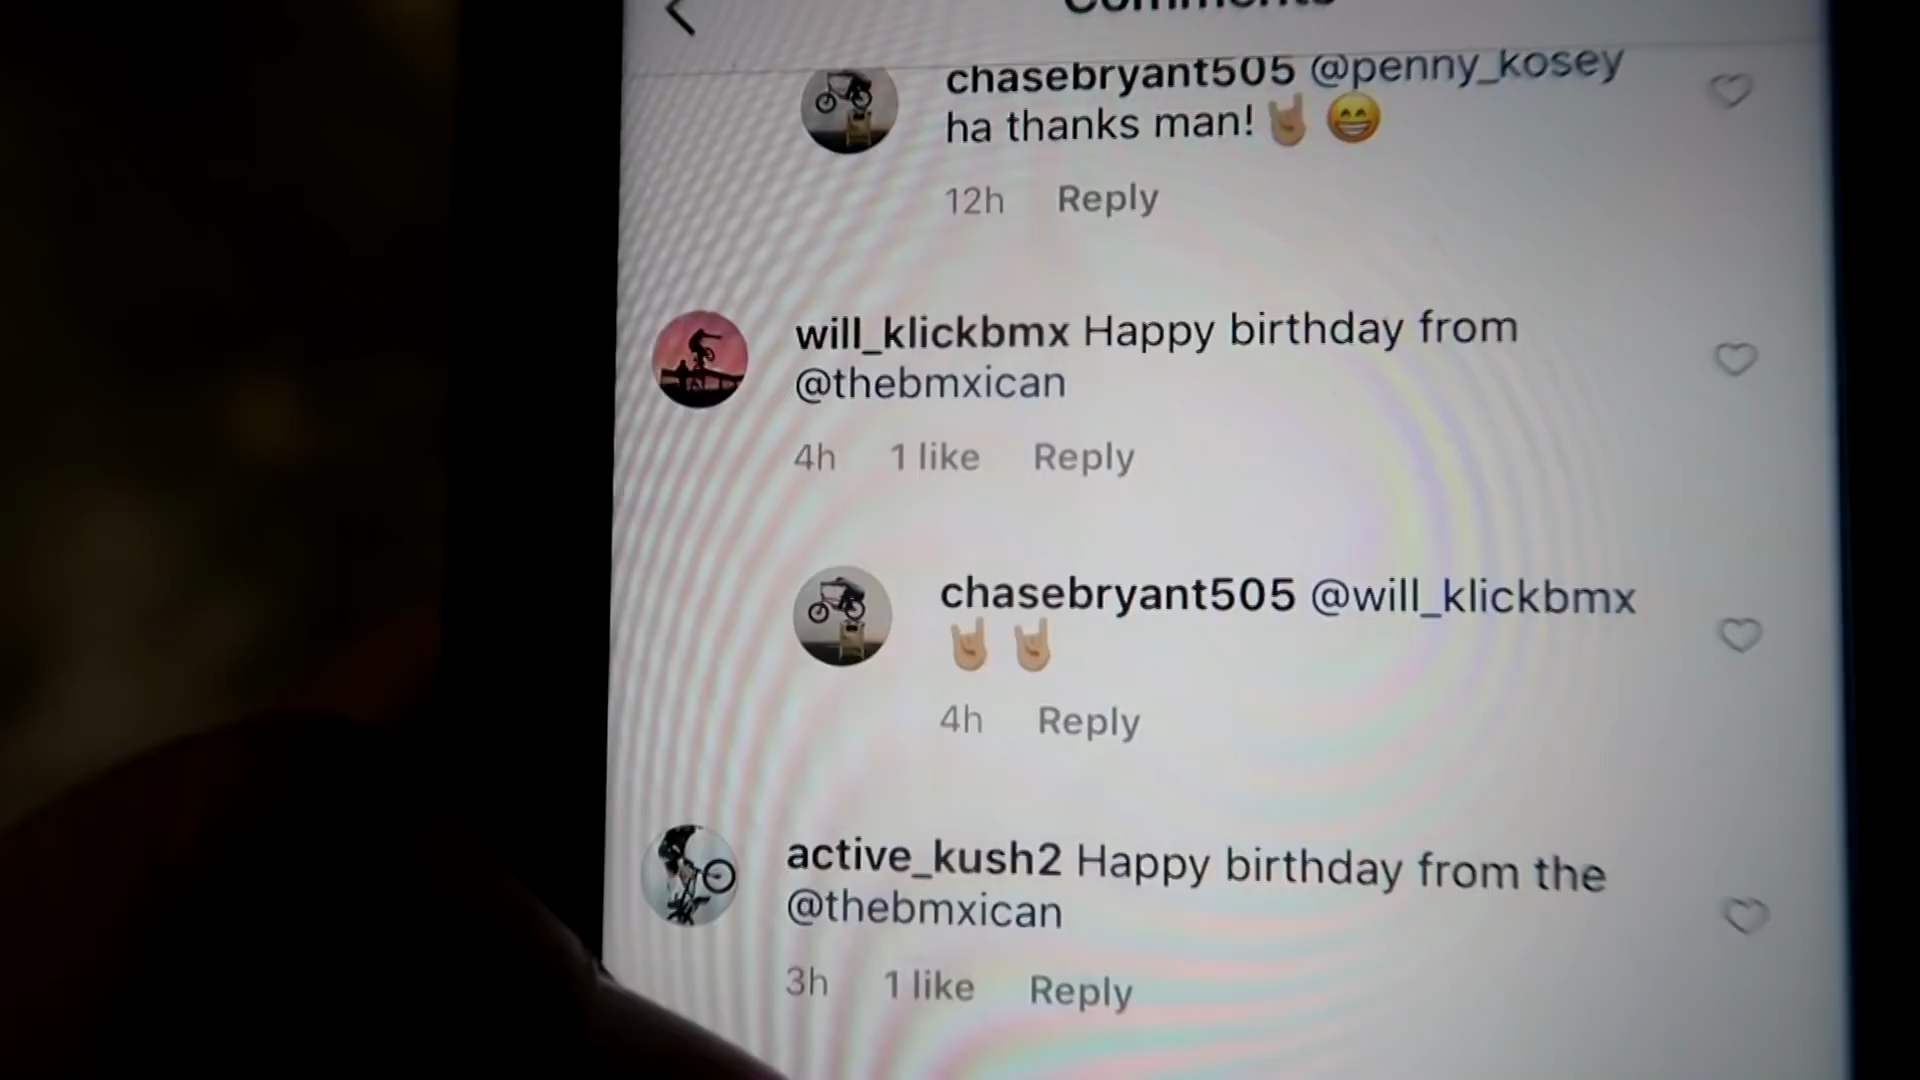 Comments
chasebryant505 @penny_kosey
ha thanks man!🤘🏼 😁
12h Reply
will_klickbmx Happy birthday from
@thebmxican
4h 1 like Reply
chasebryant505 @will_klickbmx
🤘🏼 🤘🏼
4h Reply
active_kush2 Happy birthday from the
@thebmxican
3h 1 like Reply